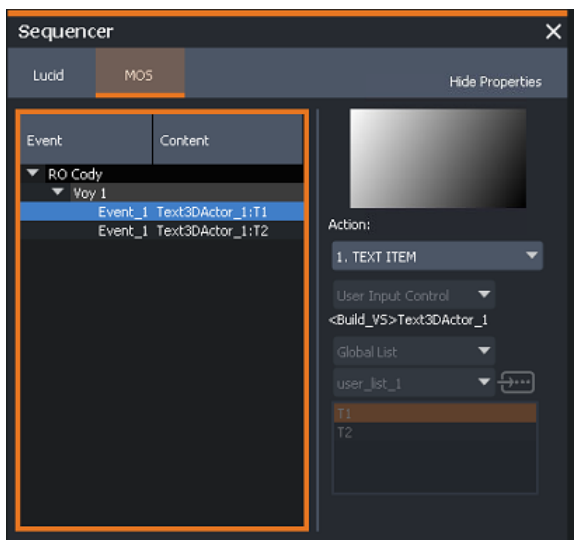 Sequencer
Lucid MOS Hide Properties
Event Content
RO Cody
Voy 1
Event_1 Text3DActor_1:T1
Event_1 Text3DActor_1:T2
Action:
1. TEXT ITEM
User Input Control
<Build_VS>Text3DActor_1
Global List
user_list_1
T1
T2